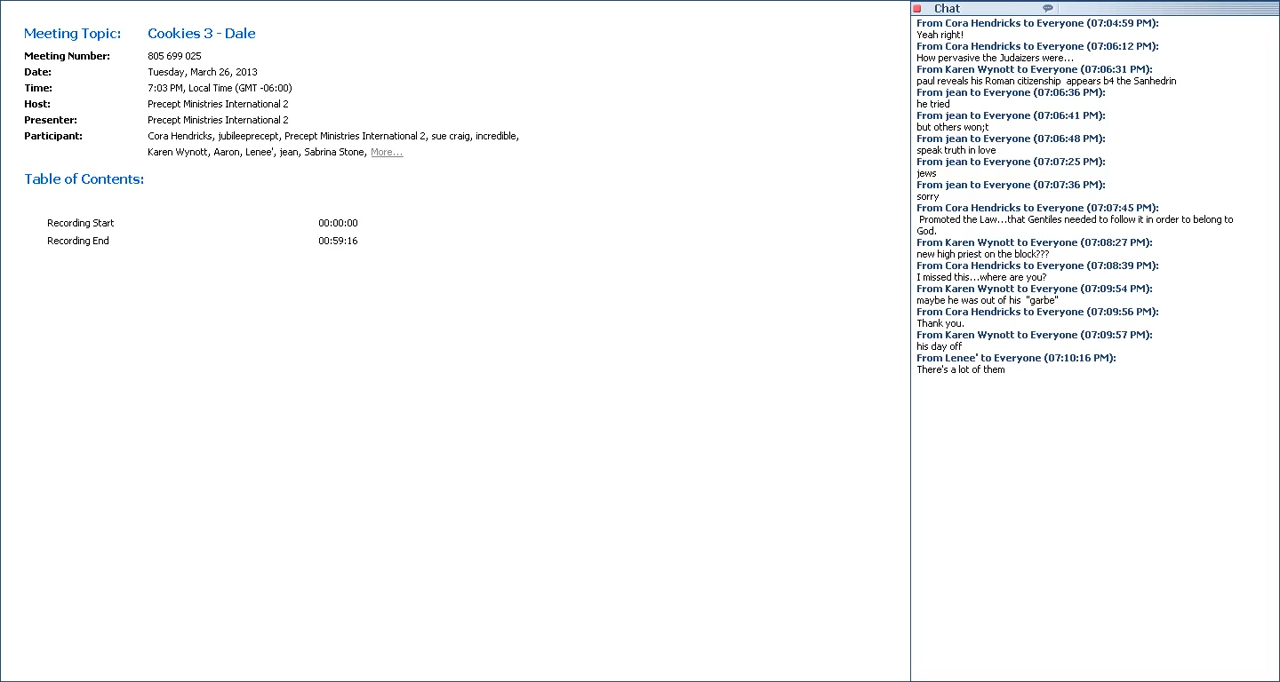 Meeting Topic: Cookies 3 - Dale
Meeting Number: 805 699 025
Date: Tuesday, March 26, 2013
Time: 7:03 PM, Local Time (GMT -06:00)
Host: Precept Ministries International 2
Presenter: Precept Ministries International 2
Participant: Cora Hendricks, jubileeprecept, Precept Ministries International 2, sue craig, incredible,
Karen Wynott, Aaron, Lenee', jean, Sabrina Stone, More...
Table of Contents:
Recording Start 00:00:00
Recording End 00:59:16
Chat
From Cora Hendricks to Everyone (07:04:59 PM):
Yeah right!
From Cora Hendricks to Everyone (07:06:12 PM):
How pervasive the Judaizers were...
From Karen Wynott to Everyone (07:06:31 PM):
paul reveals his Roman citizenship appears b4 the Sanhedrin
From jean to Everyone (07:06:36 PM):
he tried
From jean to Everyone (07:06:41 PM):
but others won;t
From jean to Everyone (07:06:48 PM):
speak truth in love
From jean to Everyone (07:07:25 PM):
jews
From jean to Everyone (07:07:36 PM):
sorry
From Cora Hendricks to Everyone (07:07:45 PM):
Promoted the Law...that Gentiles needed to follow it in order to belong to
God.
From Karen Wynott to Everyone (07:08:27 PM):
new high priest on the block???
From Cora Hendricks to Everyone (07:08:39 PM):
I missed this...where are you?
From Karen Wynott to Everyone (07:09:54 PM):
maybe he was out of his "garbe"
From Cora Hendricks to Everyone (07:09:56 PM):
Thank you.
From Karen Wynott to Everyone (07:09:57 PM):
his day off
From Lenee' to Everyone (07:10:16 PM):
There's a lot of them